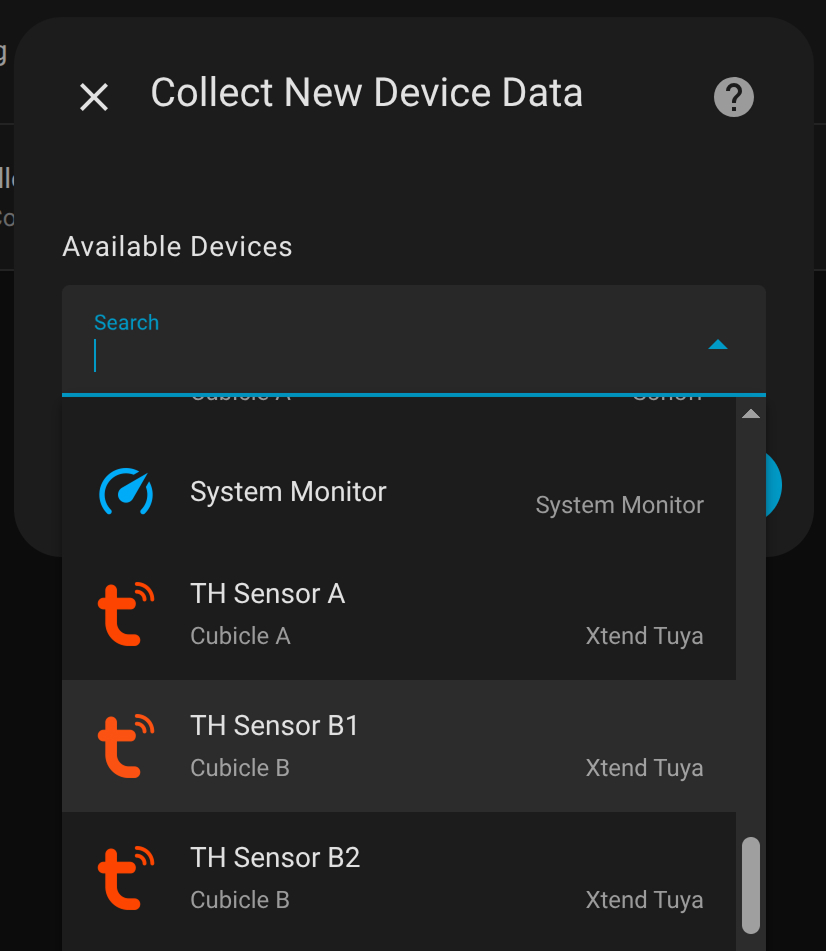 Collect New Device Data
Available Devices
Search
System Monitor
System Monitor
TH Sensor A
Cubicle A
Xtend Tuya
TH Sensor B1
Cubicle B
Xtend Tuya
TH Sensor B2
Cubicle B
Xtend Tuya